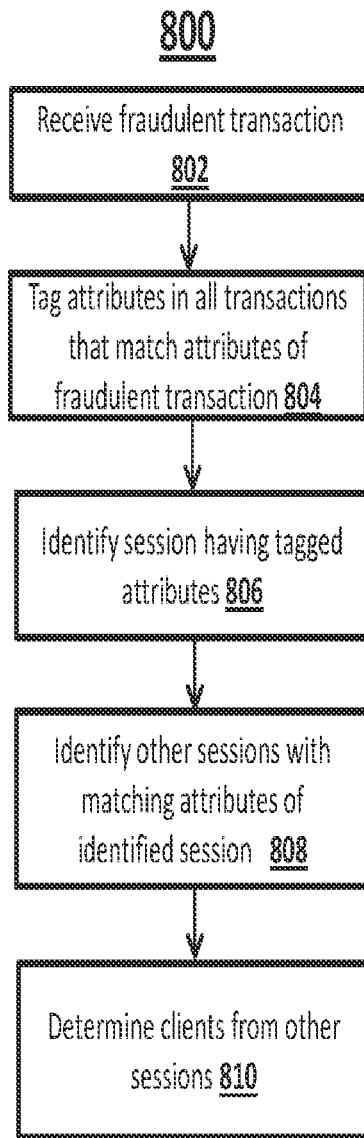 800
Receive fraudulent transaction
802
Tag attributes in all transactions
that match attributes of
fraudulent transaction 804
Identify session having tagged
attributes 806
Identify other sessions with
matching attributes of
identified session 808
Determine clients from other
sessions 810